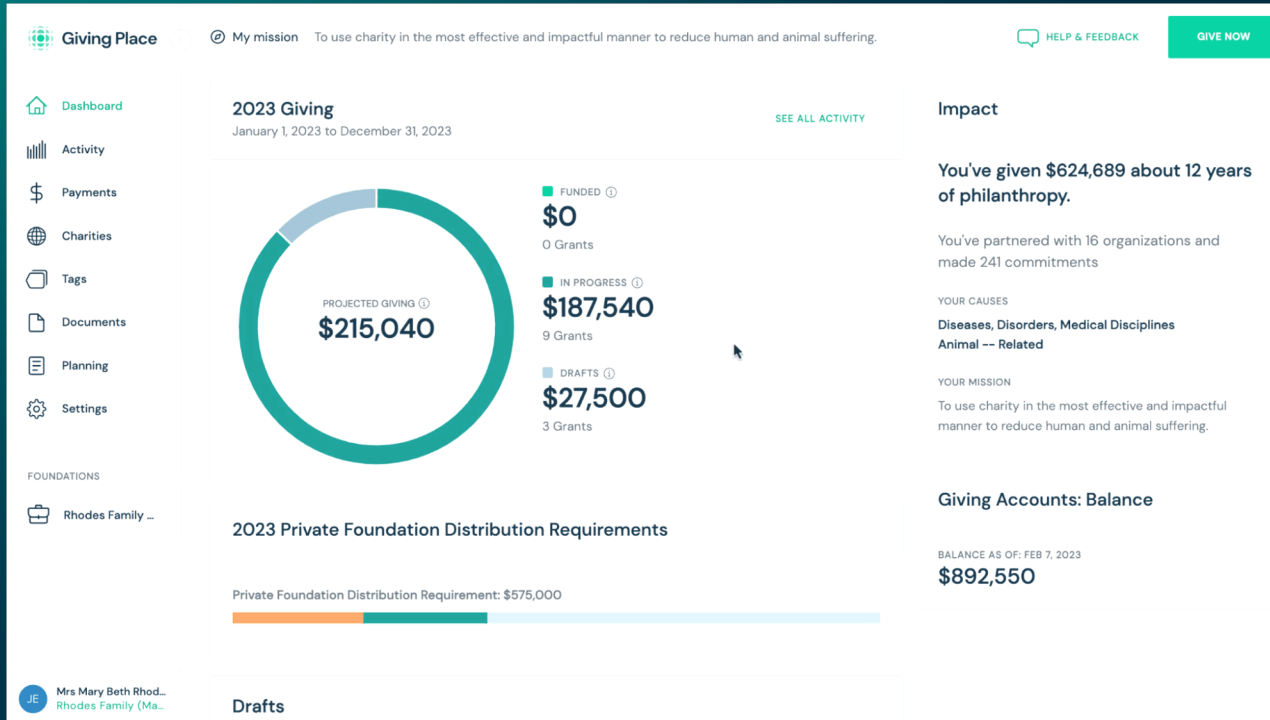 Giving Place
My mission To use charity in the most effective and impactful manner to reduce human and animal suffering.
HELP & FEEDBACK
GIVE NOW
Dashboard
Activity
Payments
Charities
Tags
Documents
Planning
Settings
FOUNDATIONS
Rhodes Family ...
JE
Mrs Mary Beth Rhod...
Rhodes Family (Ma...
2023 Giving
January 1, 2023 to December 31, 2023
SEE ALL ACTIVITY
PROJECTED GIVING
$215,040
FUNDED
$0
0 Grants
IN PROGRESS
$187,540
9 Grants
DRAFTS
$27,500
3 Grants
2023 Private Foundation Distribution Requirements
Private Foundation Distribution Requirement: $575,000
Drafts
Impact
You've given $624,689 about 12 years
of philanthropy.
You've partnered with 16 organizations and
made 241 commitments
YOUR CAUSES
Diseases, Disorders, Medical Disciplines
Animal -- Related
YOUR MISSION
To use charity in the most effective and impactful
manner to reduce human and animal suffering.
Giving Accounts: Balance
BALANCE AS OF: FEB 7, 2023
$892,550